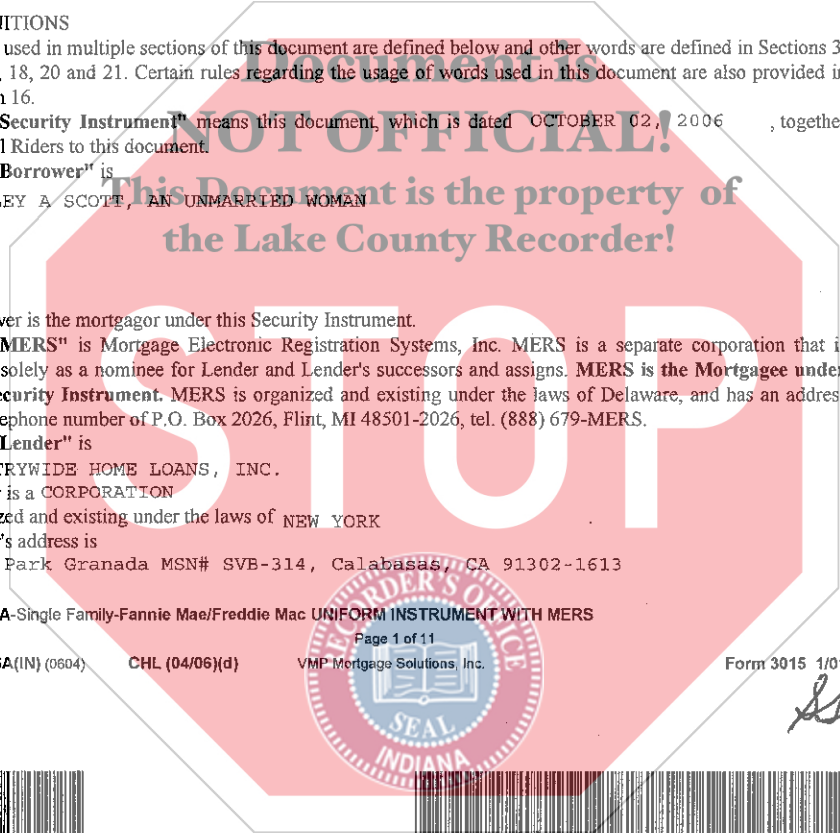 NITIONS
used in multiple sections of this document are defined below and other words are defined in Sections 3
, 18, 20 and 21. Certain rules regarding the usage of words used in this document are also provided in
n 16.
Security Instrument" means this document, which is dated OCTOBER 02, 2006 , together
l Riders to this document.
Borrower" is
EY A SCOTT, AN UNMARRIED WOMAN
Document is
NOT OFFICIAL!
This Document is the property of
the Lake County Recorder!
STOP
ver is the mortgagor under this Security Instrument.
MERS" is Mortgage Electronic Registration Systems, Inc. MERS is a separate corporation that i
solely as a nominee for Lender and Lender's successors and assigns. MERS is the Mortgagee under
ecurity Instrument. MERS is organized and existing under the laws of Delaware, and has an addres
ephone number of P.O. Box 2026, Flint, MI 48501-2026, tel. (888) 679-MERS.
Lender" is
TRYWIDE HOME LOANS, INC.
is a CORPORATION
zed and existing under the laws of NEW YORK
's address is
Park Granada MSN# SVB-314, Calabasas, CA 91302-1613
A-Single Family-Fannie Mae/Freddie Mac UNIFORM INSTRUMENT WITH MERS
Page 1 of 11
A(IN) (0604) CHL (04/06)(d) VMP Mortgage Solutions, Inc. Form 3015 1/01
RECORDER'S OFFICE
SEAL
INDIANA